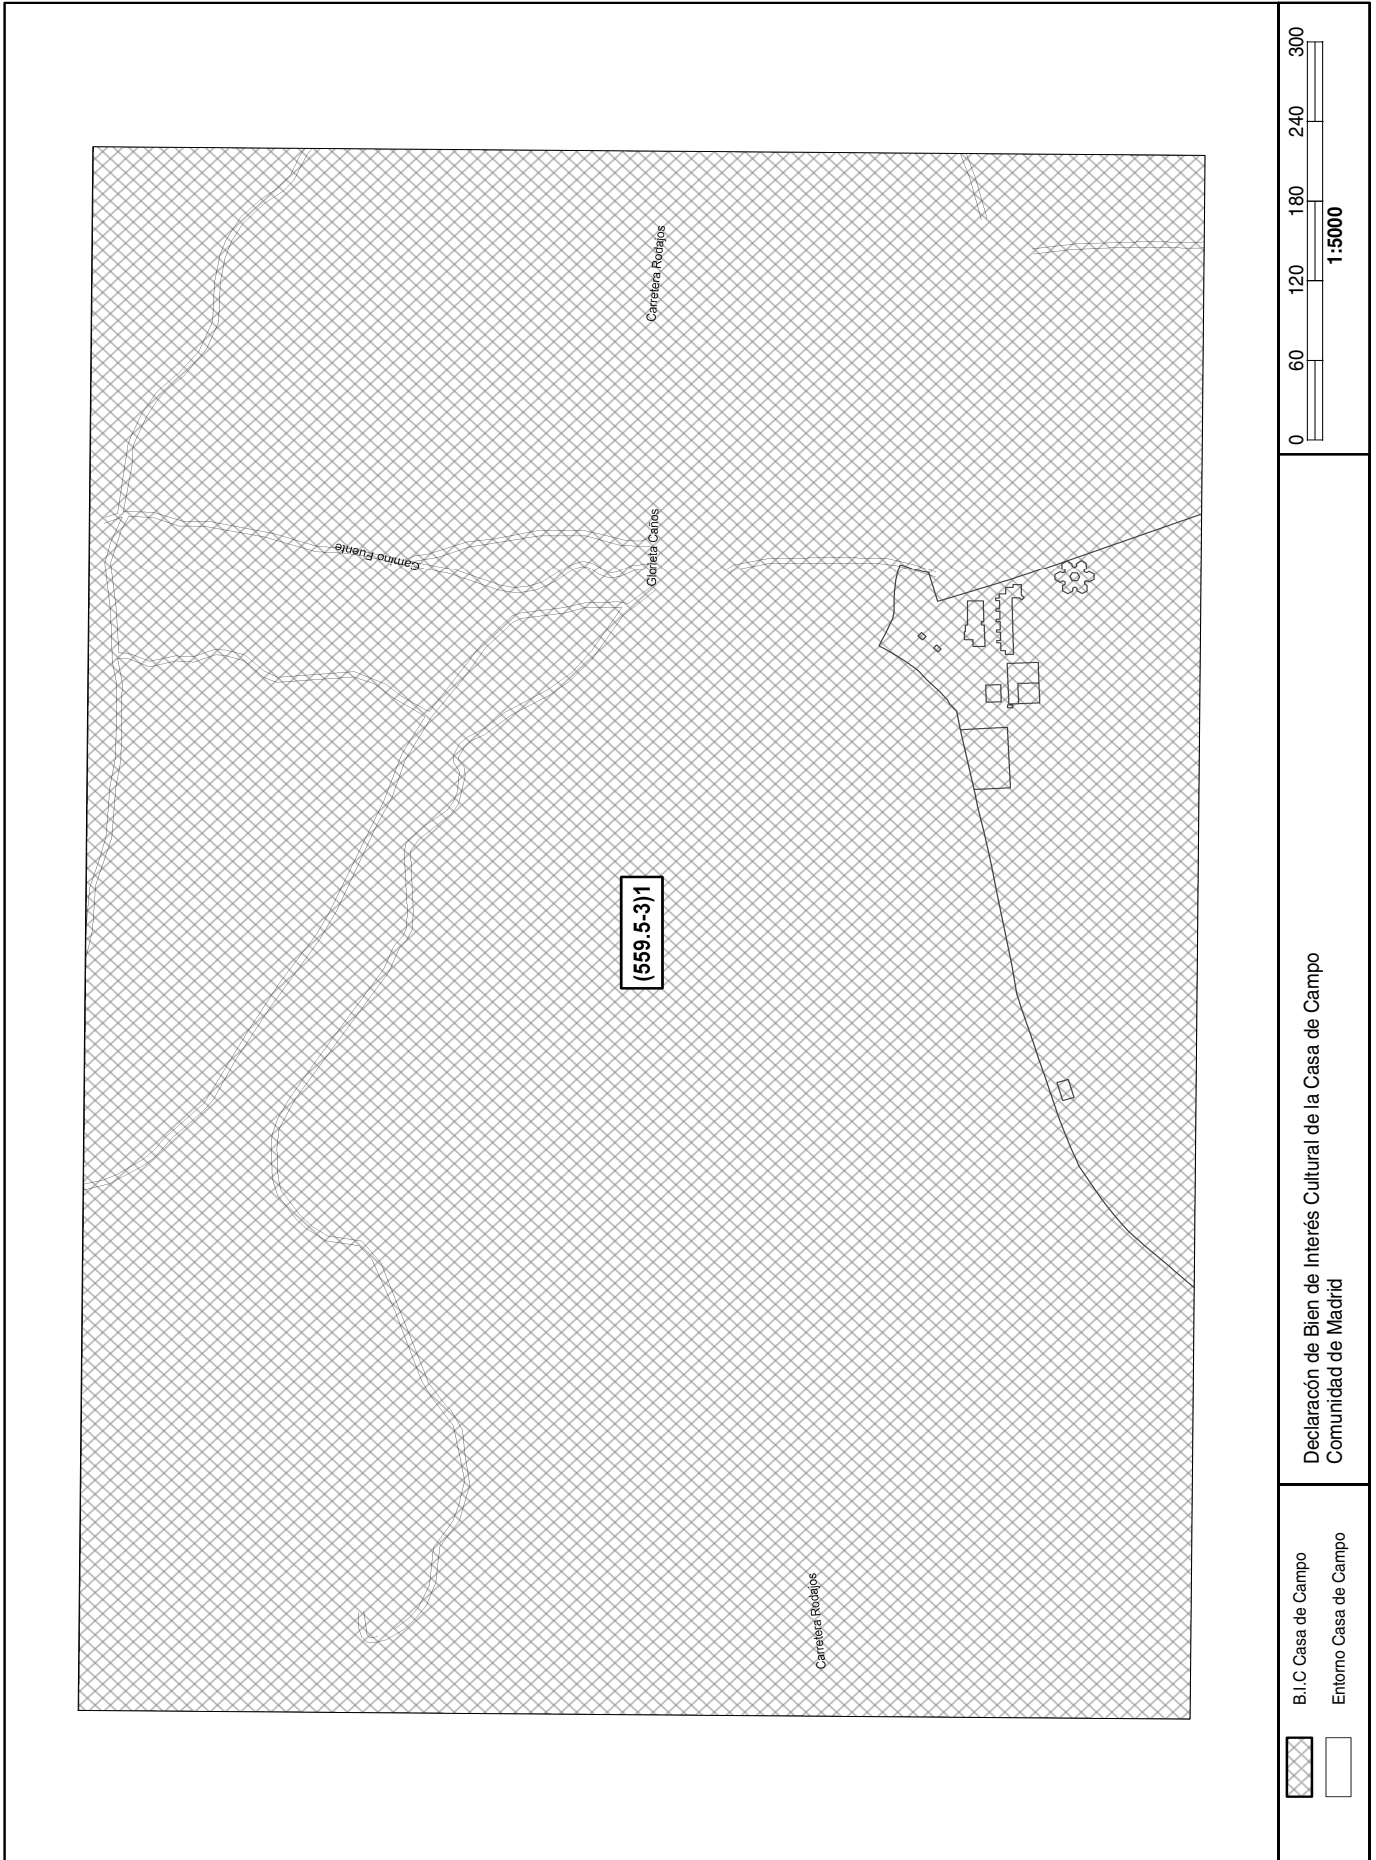 Camino Fuente
Carretera Rodajos
Glorieta Caños
(559.5-3)1
Carretera Rodajos
B.I.C Casa de Campo
Entorno Casa de Campo
Declaracón de Bien de Interés Cultural de la Casa de Campo
Comunidad de Madrid
0 60 120 180 240 300
1:5000